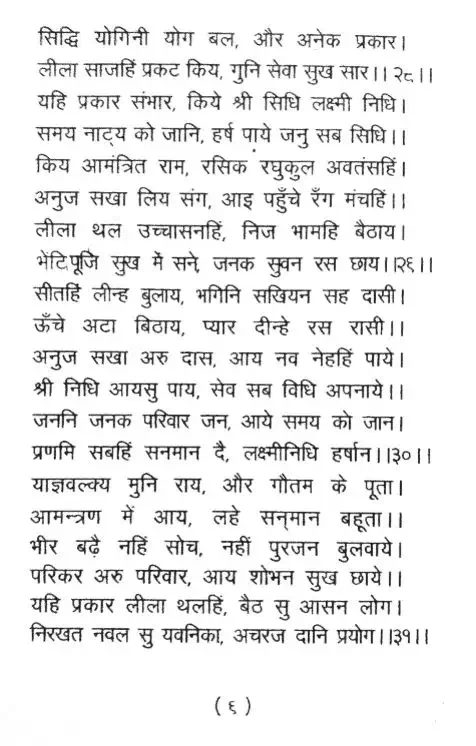 सिद्धि योगिनी योग बल, और अनेक प्रकार।
लीला साजहिं प्रकट किय, गुनि सेवा सुख सार।।२८।।
यहि प्रकार संभार, किये श्री सिधि लक्ष्मी निधि।
समय नाट्य को जानि, हर्ष पाये जनु सब सिधि।।
किय आमंत्रित राम, रसिक रघुकुल अवतंसहिं।
अनुज सखा लिय संग, आइ पहुँचे रँग मंचहिं।।
लीला थल उच्चासनहिं, निज भामहि बैठाय।
भेंटि पूजि सुख में सने, जनक सुवन रस छाय।।२९।।
सीतहिं लीन्ह बुलाय, भगिनि सखियन सह दासी।
ऊँचे अटा बिठाय, प्यार दीन्हे रस रासी।।
अनुज सखा अरु दास, आय नव नेहहिं पाये।
श्री निधि आयसु पाय, सेव सब विधि अपनाये।।
जननि जनक परिवार जन, आये समय को जान।
प्रणमि सबहिं सनमान दै, लक्ष्मीनिधि हर्षान।।३०।।
याज्ञवल्क्य मुनि राय, और गौतम के पूता।
आमन्त्रण में आय, लहे सन्मान बहूता।।
भीर बढ़ै नहिं सोच, नहीं पुरजन बुलवाये।
परिकर अरु परिवार, आय शोभन सुख छाये।।
यहि प्रकार लीला थलहिं, बैठ सु आसन लोग।
निरखत नवल सु यवनिका, अचरज दानि प्रयोग।।३१।।
(६)